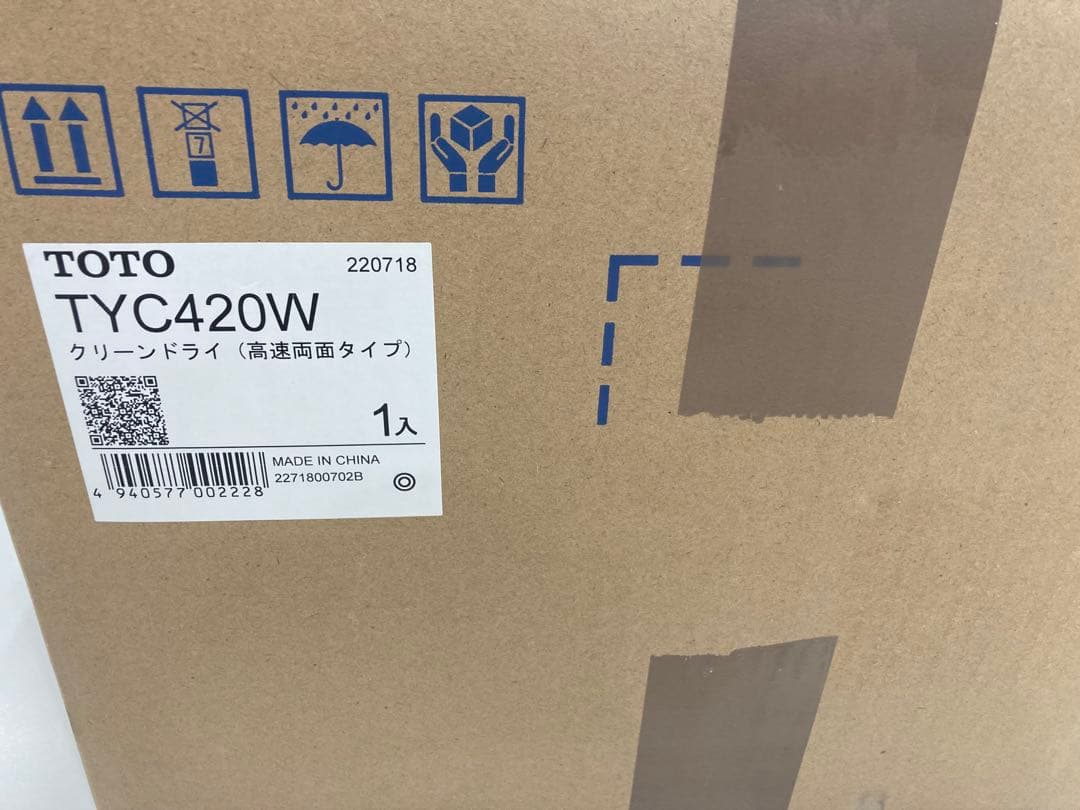 7
TOTO 220718
TYC420W
クリーンドライ（高速両面タイプ）
1入
MADE IN CHINA
2271800702B
4 940577 002228